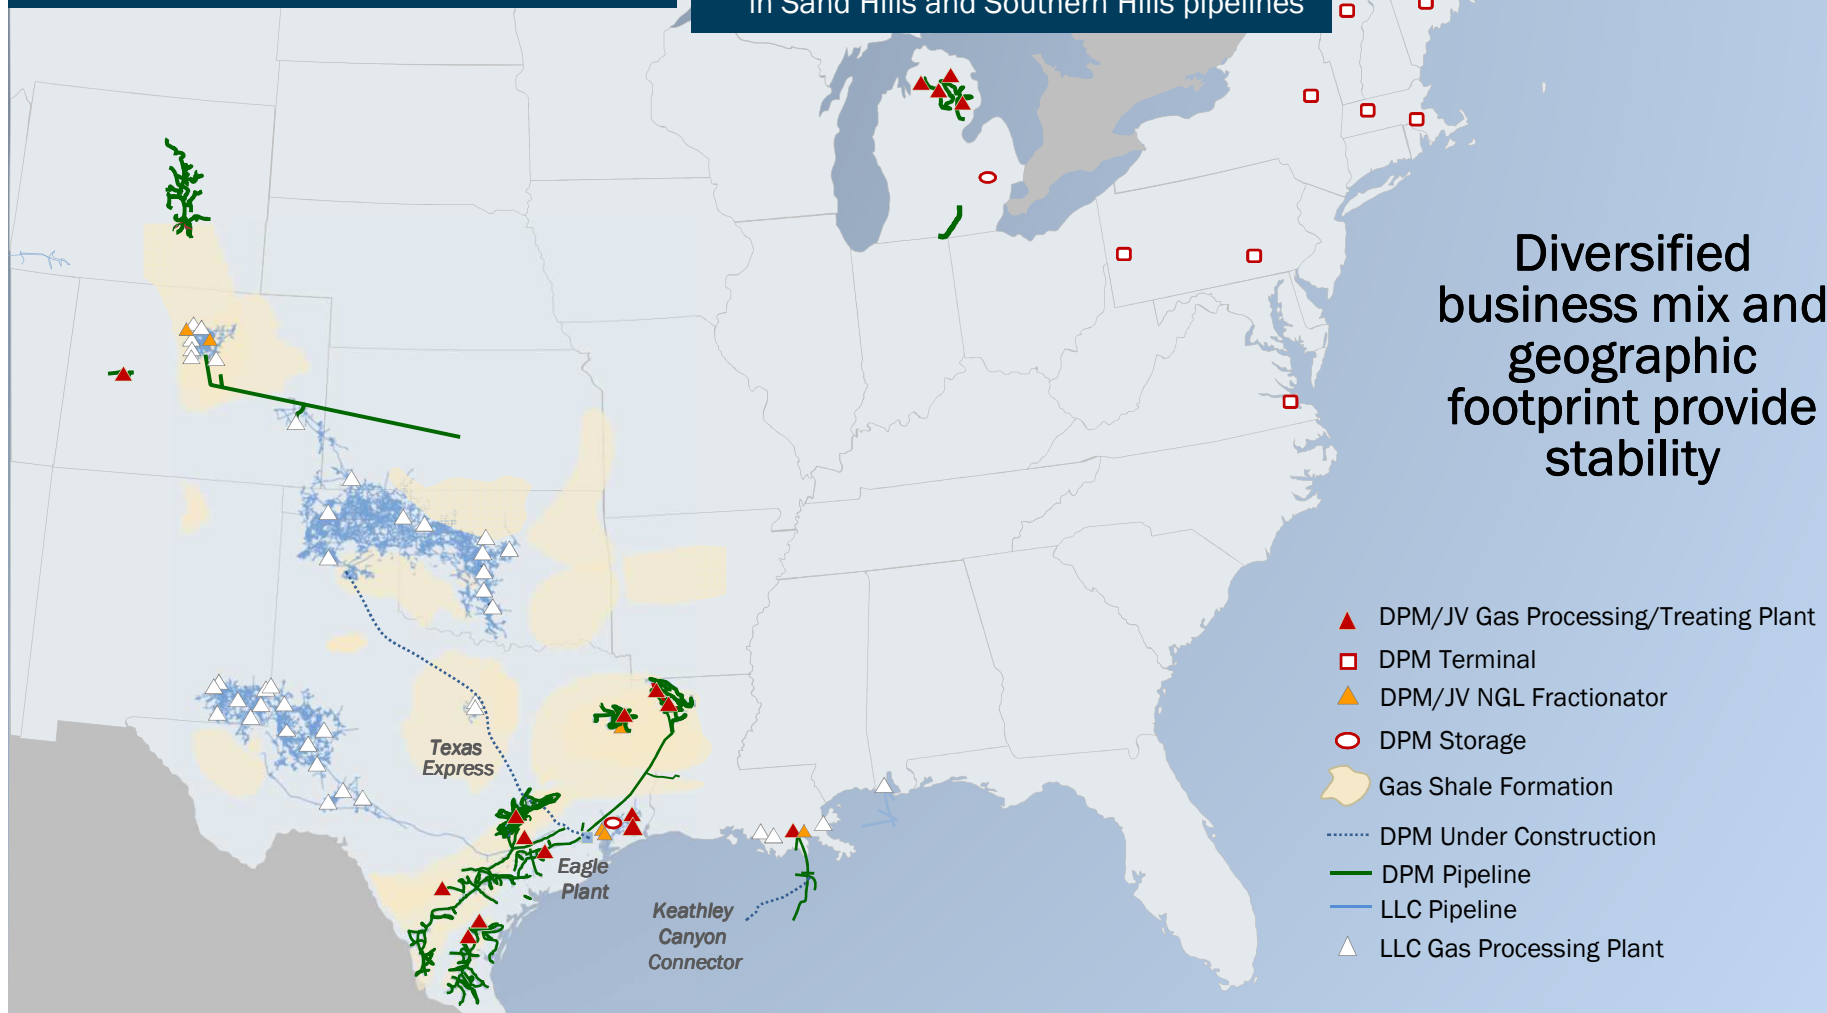 in Sand Hills and Southern Hills pipelines
Diversified
business mix and
geographic
footprint provide
stability
Texas
Express
Eagle
Plant
Keathley
Canyon
Connector
DPM/JV Gas Processing/Treating Plant
DPM Terminal
DPM/JV NGL Fractionator
DPM Storage
Gas Shale Formation
DPM Under Construction
DPM Pipeline
LLC Pipeline
LLC Gas Processing Plant